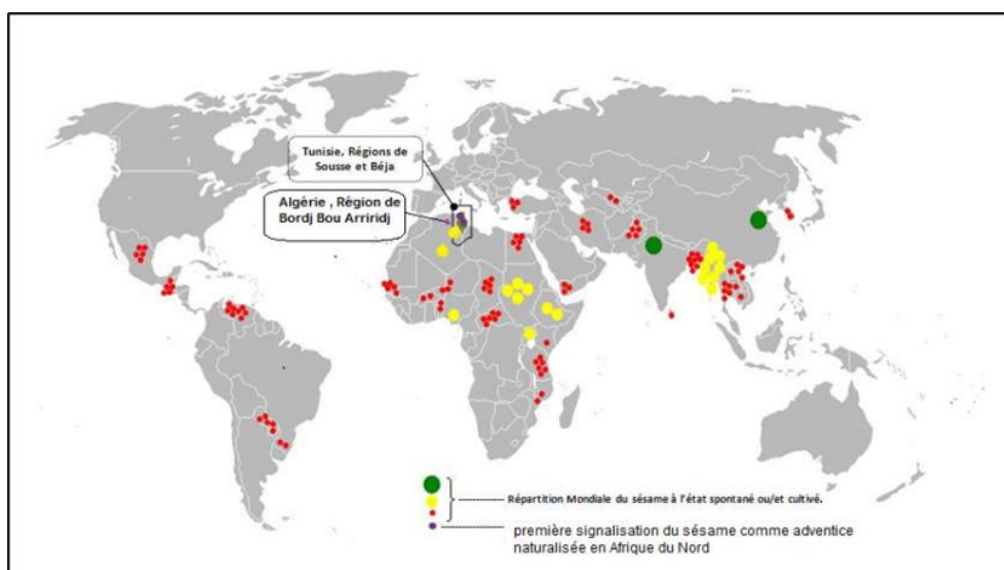 Tunisie, Régions de
Sousse et Béja
Algérie , Région de
Bordj Bou Arriridj
Répartition Mondiale du sésame à l'état spontané ou/et cultivé.
première signalisation du sésame comme adventice
naturalisée en Afrique du Nord